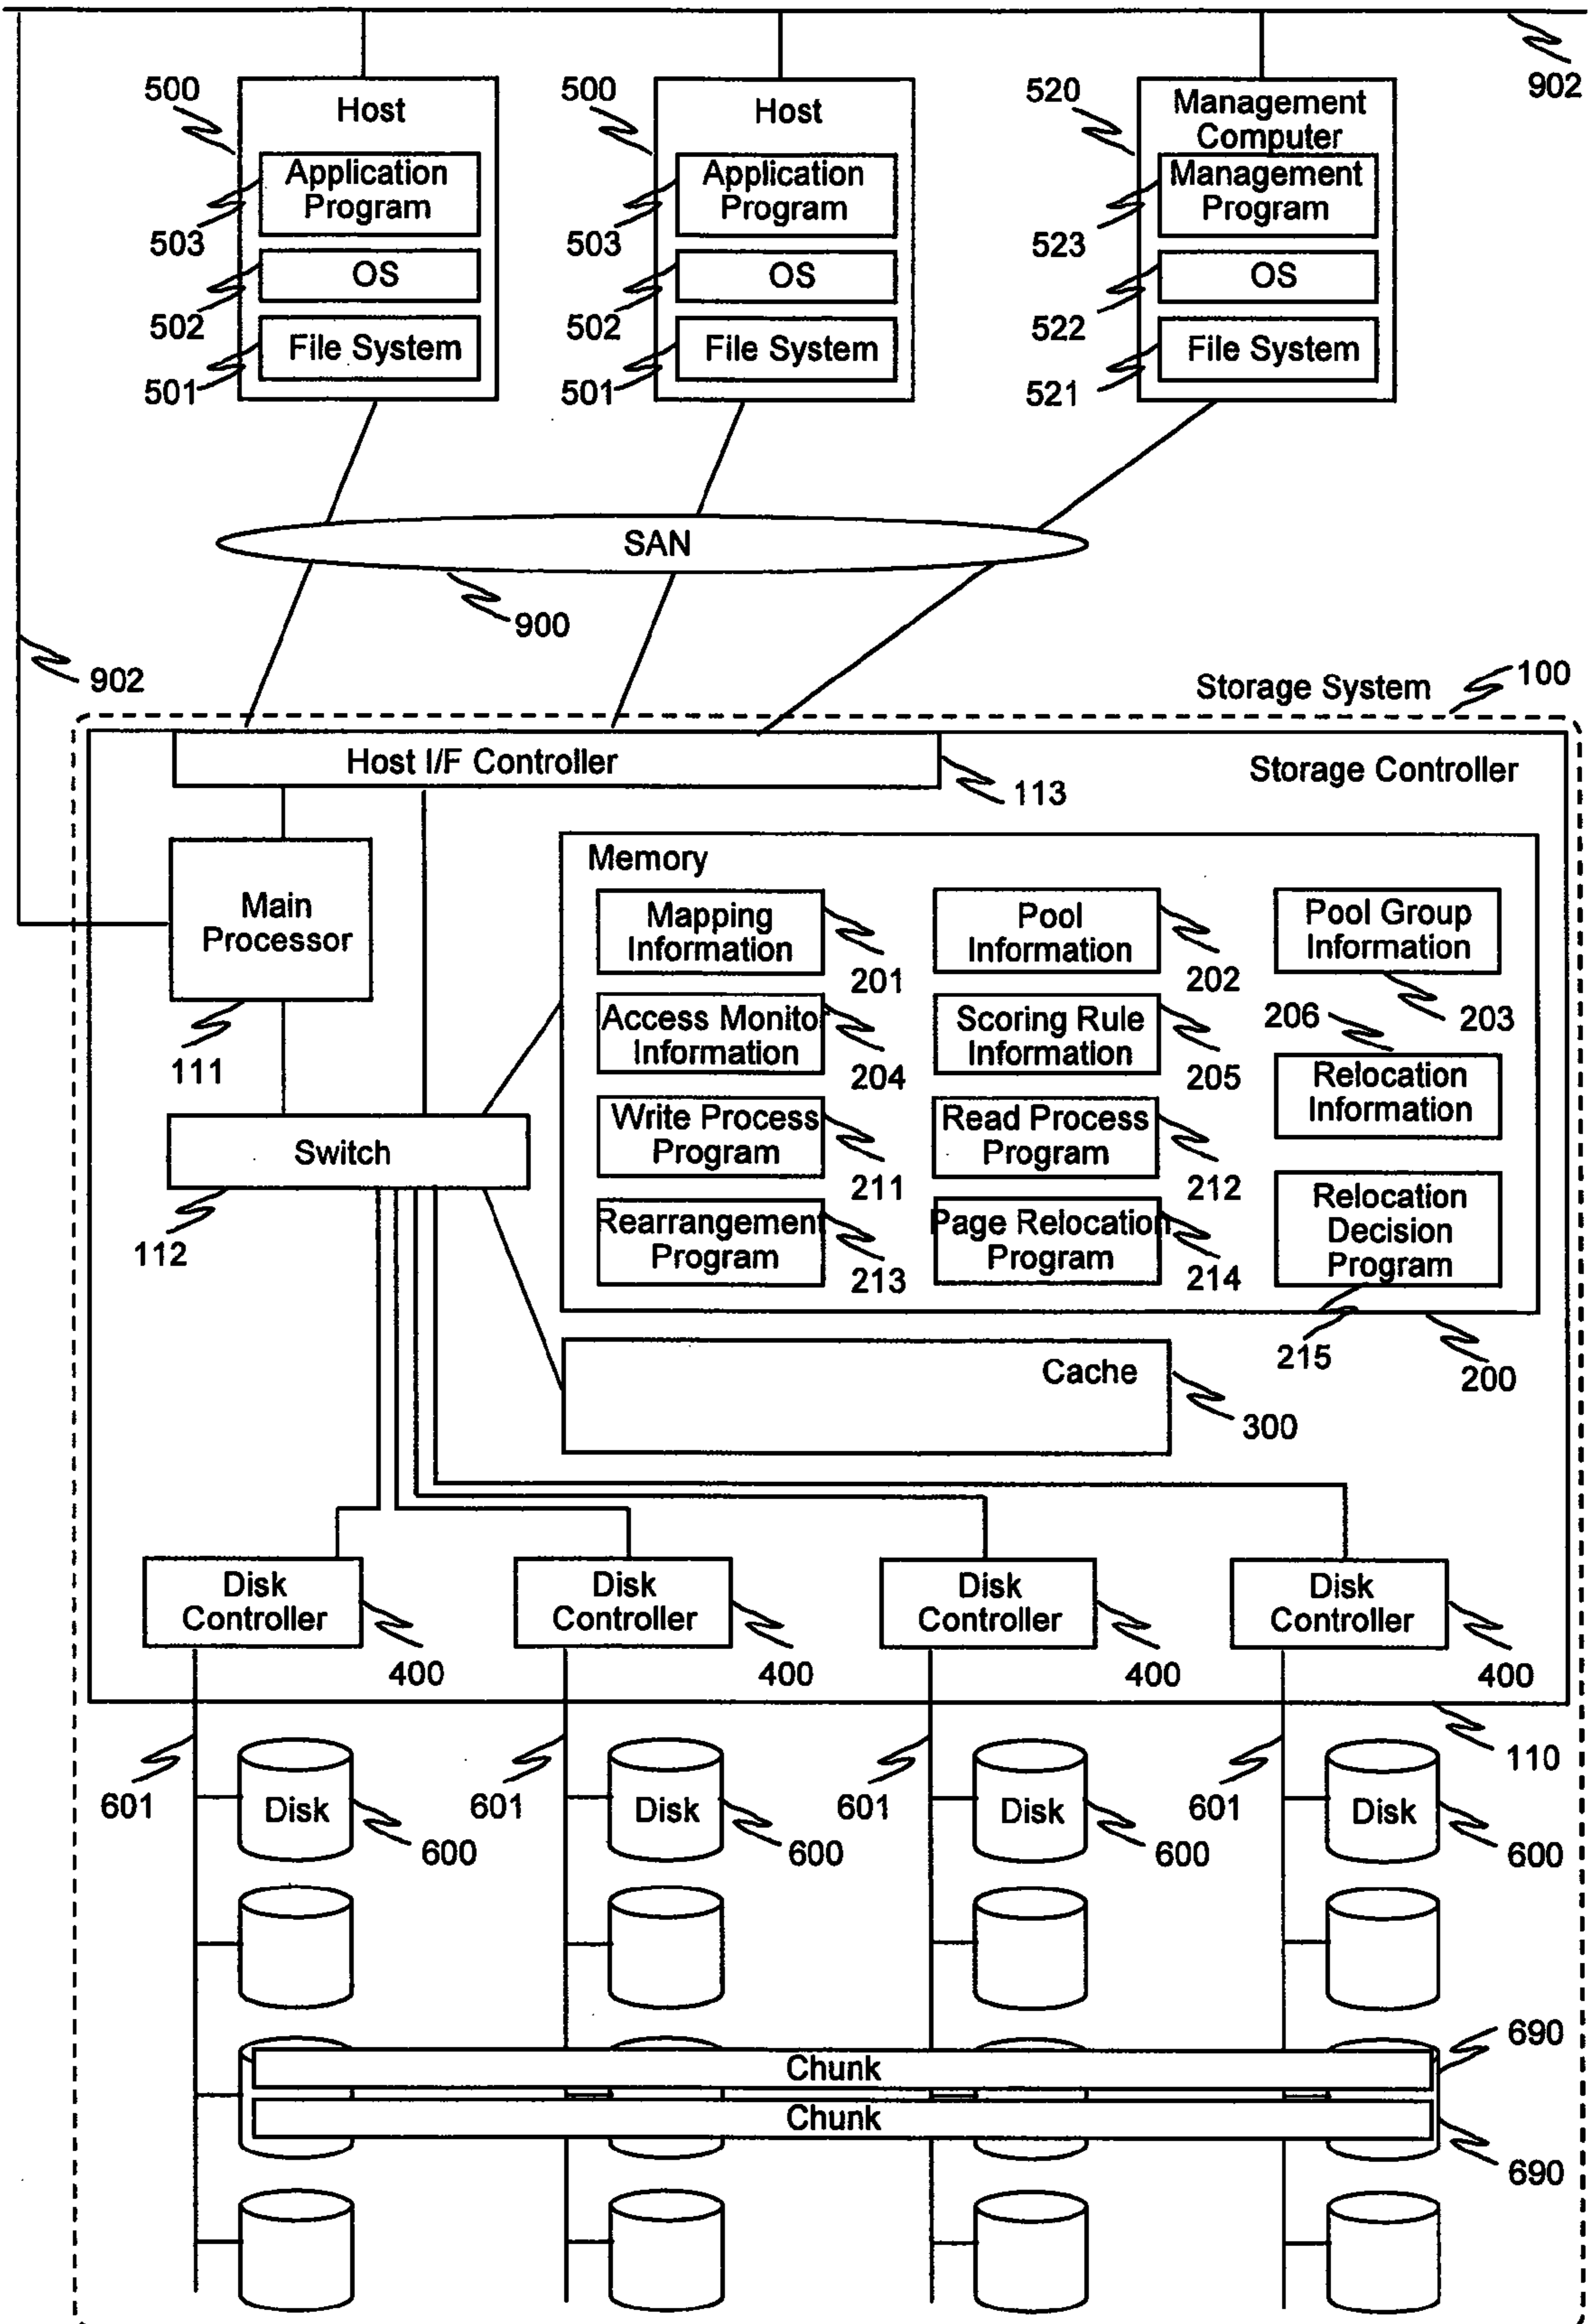 902
500
Host
500
Host
520
Management
Computer
Application
Program
Application
Program
Management
Program
503
503
523
OS
OS
OS
502
502
522
File System
File System
File System
501
501
521
SAN
900
902
Storage System
100
Host I/F Controller
Storage Controller
113
Memory
Main
Processor
Mapping
Information
Pool
Information
Pool Group
Information
201
202
203
206
Access Monito
Information
Scoring Rule
Information
111
204
205
Relocation
Information
Write Process
Program
Read Process
Program
Switch
211
212
Relocation
Decision
Program
Rearrangement
Program
Page Relocation
Program
112
213
214
215
200
Cache
300
Disk
Controller
Disk
Controller
Disk
Controller
Disk
Controller
400
400
400
400
110
601
Disk
601
Disk
601
Disk
601
Disk
600
600
600
600
690
Chunk
Chunk
690